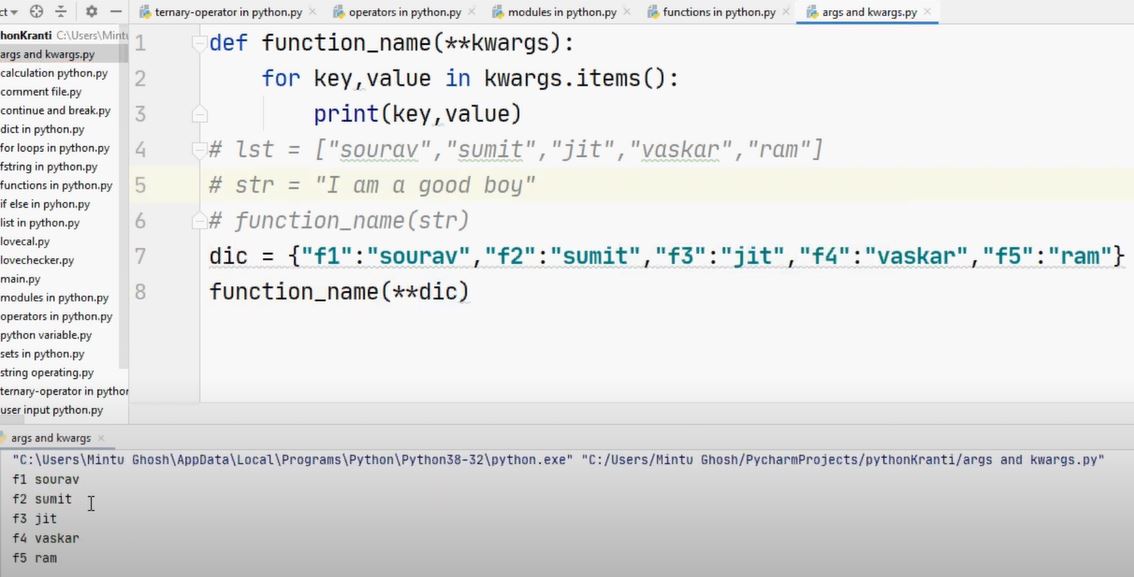 ct
ternary-operator in python.py
operators in python.py
modules in python.py
functions in python.py
args and kwargs.py
honKranti C:\Users\Mintu
args and kwargs.py
calculation python.py
comment file.py
continue and break.py
dict in python.py
for loops in python.py
fstring in python.py
functions in python.py
if else in pyhon.py
list in python.py
lovecal.py
lovechecker.py
main.py
modules in python.py
operators in python.py
python variable.py
sets in python.py
string operating.py
ternary-operator in python
user input python.py
1 def function_name(**kwargs):
2 for key,value in kwargs.items():
3 print(key,value)
4 # lst = ["sourav","sumit","jit","vaskar","ram"]
5 # str = "I am a good boy"
6 # function_name(str)
7 dic = {"f1":"sourav","f2":"sumit","f3":"jit","f4":"vaskar","f5":"ram"}
8 function_name(**dic)
args and kwargs
"C:\Users\Mintu Ghosh\AppData\Local\Programs\Python\Python38-32\python.exe" "C:/Users/Mintu Ghosh/PycharmProjects/pythonKranti/args and kwargs.py"
f1 sourav
f2 sumit
f3 jit
f4 vaskar
f5 ram